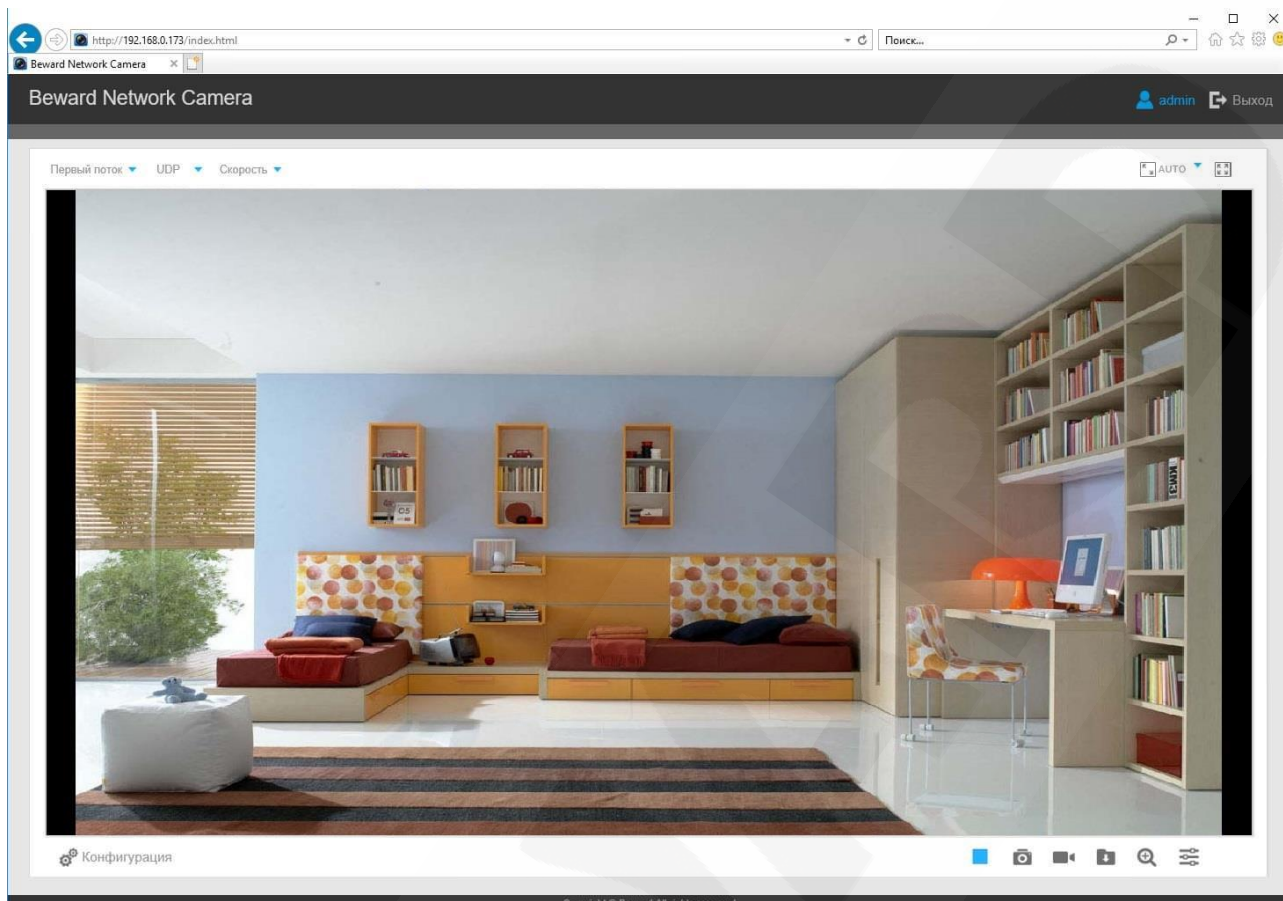 http://192.168.0.173/index.html
Поиск...
Beward Network Camera
Beward Network Camera
admin
Выход
Первый поток
UDP
Скорость
AUTO
05
Конфигурация